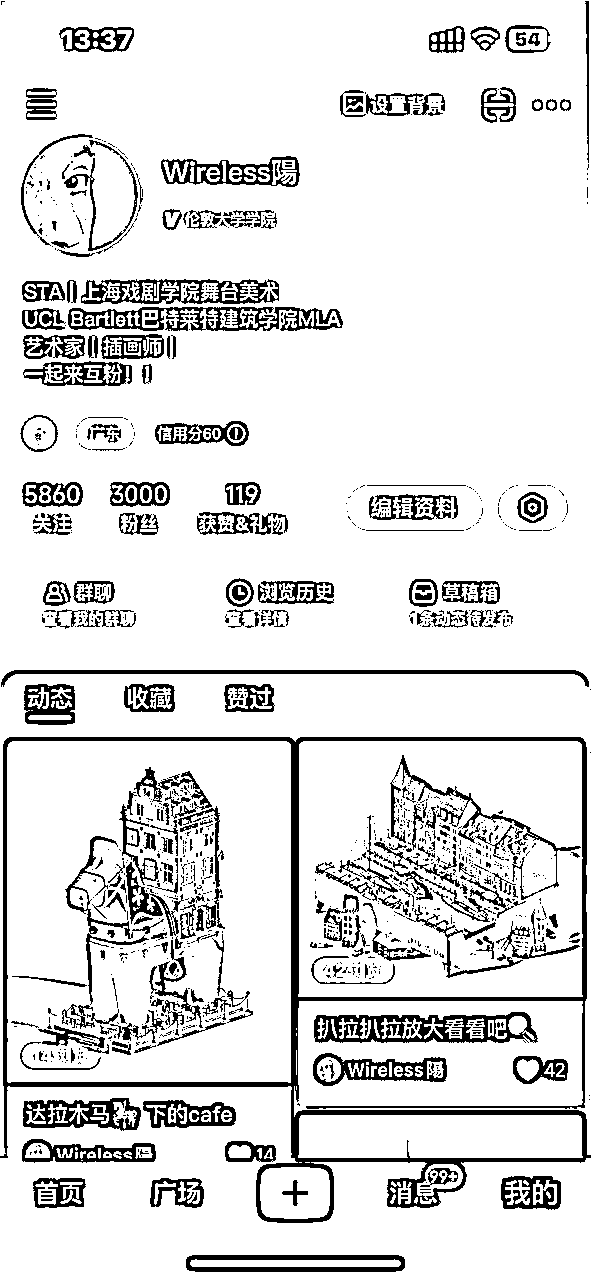 13:37
54
设置背景
Wireless陽
伦敦大学学院
STA | 上海戏剧学院舞台美术
UCL Bartlett巴特莱特建筑学院MLA
艺术家 | 插画师 |
一起来互粉！！
广东
信用分60
5860 3000 119
关注 粉丝 获赞&礼物
编辑资料
群聊 浏览历史 草稿箱
查看我的群聊 查看详情 1条动态待发布
动态 收藏 赞过
扒拉扒拉放大看看吧🔍
Wireless陽 42
达拉木马🐎 下的cafe
Wireless陽 14
首页 广场 消息 99+ 我的